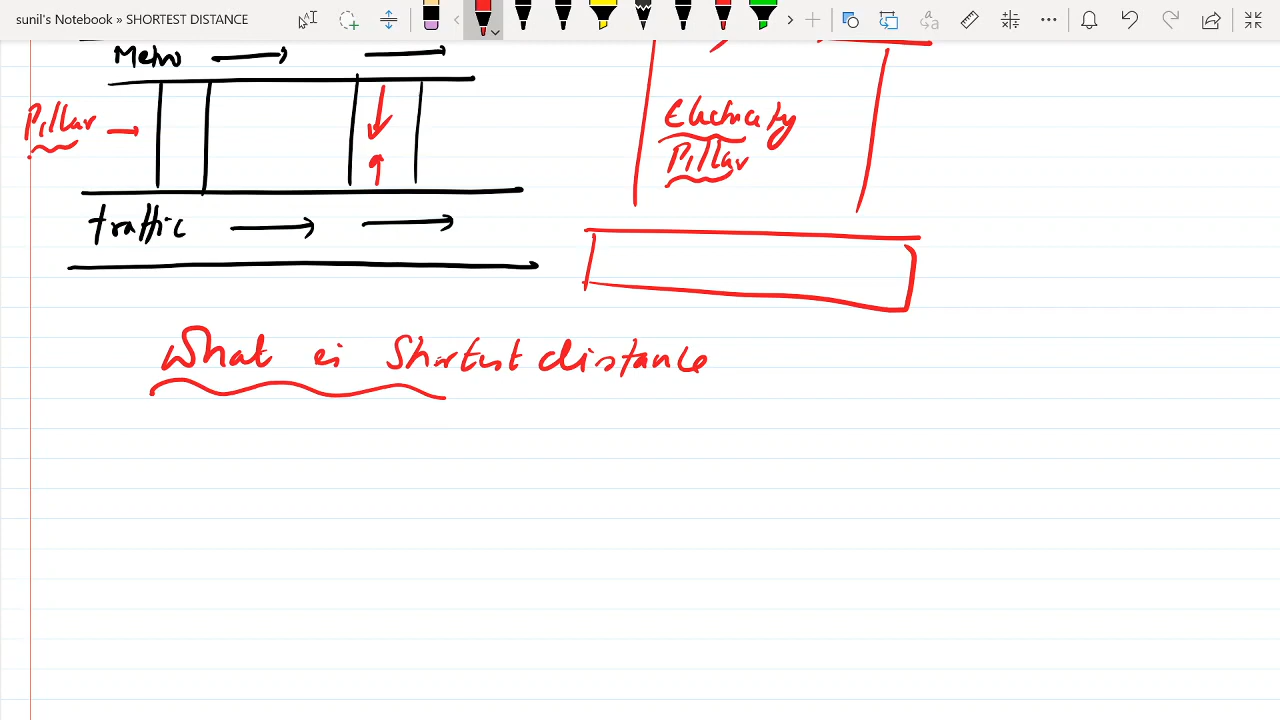 sunil's Notebook » SHORTEST DISTANCE
Metro
Pillar
traffic
Electricity
Pillar
What is Shortest distance